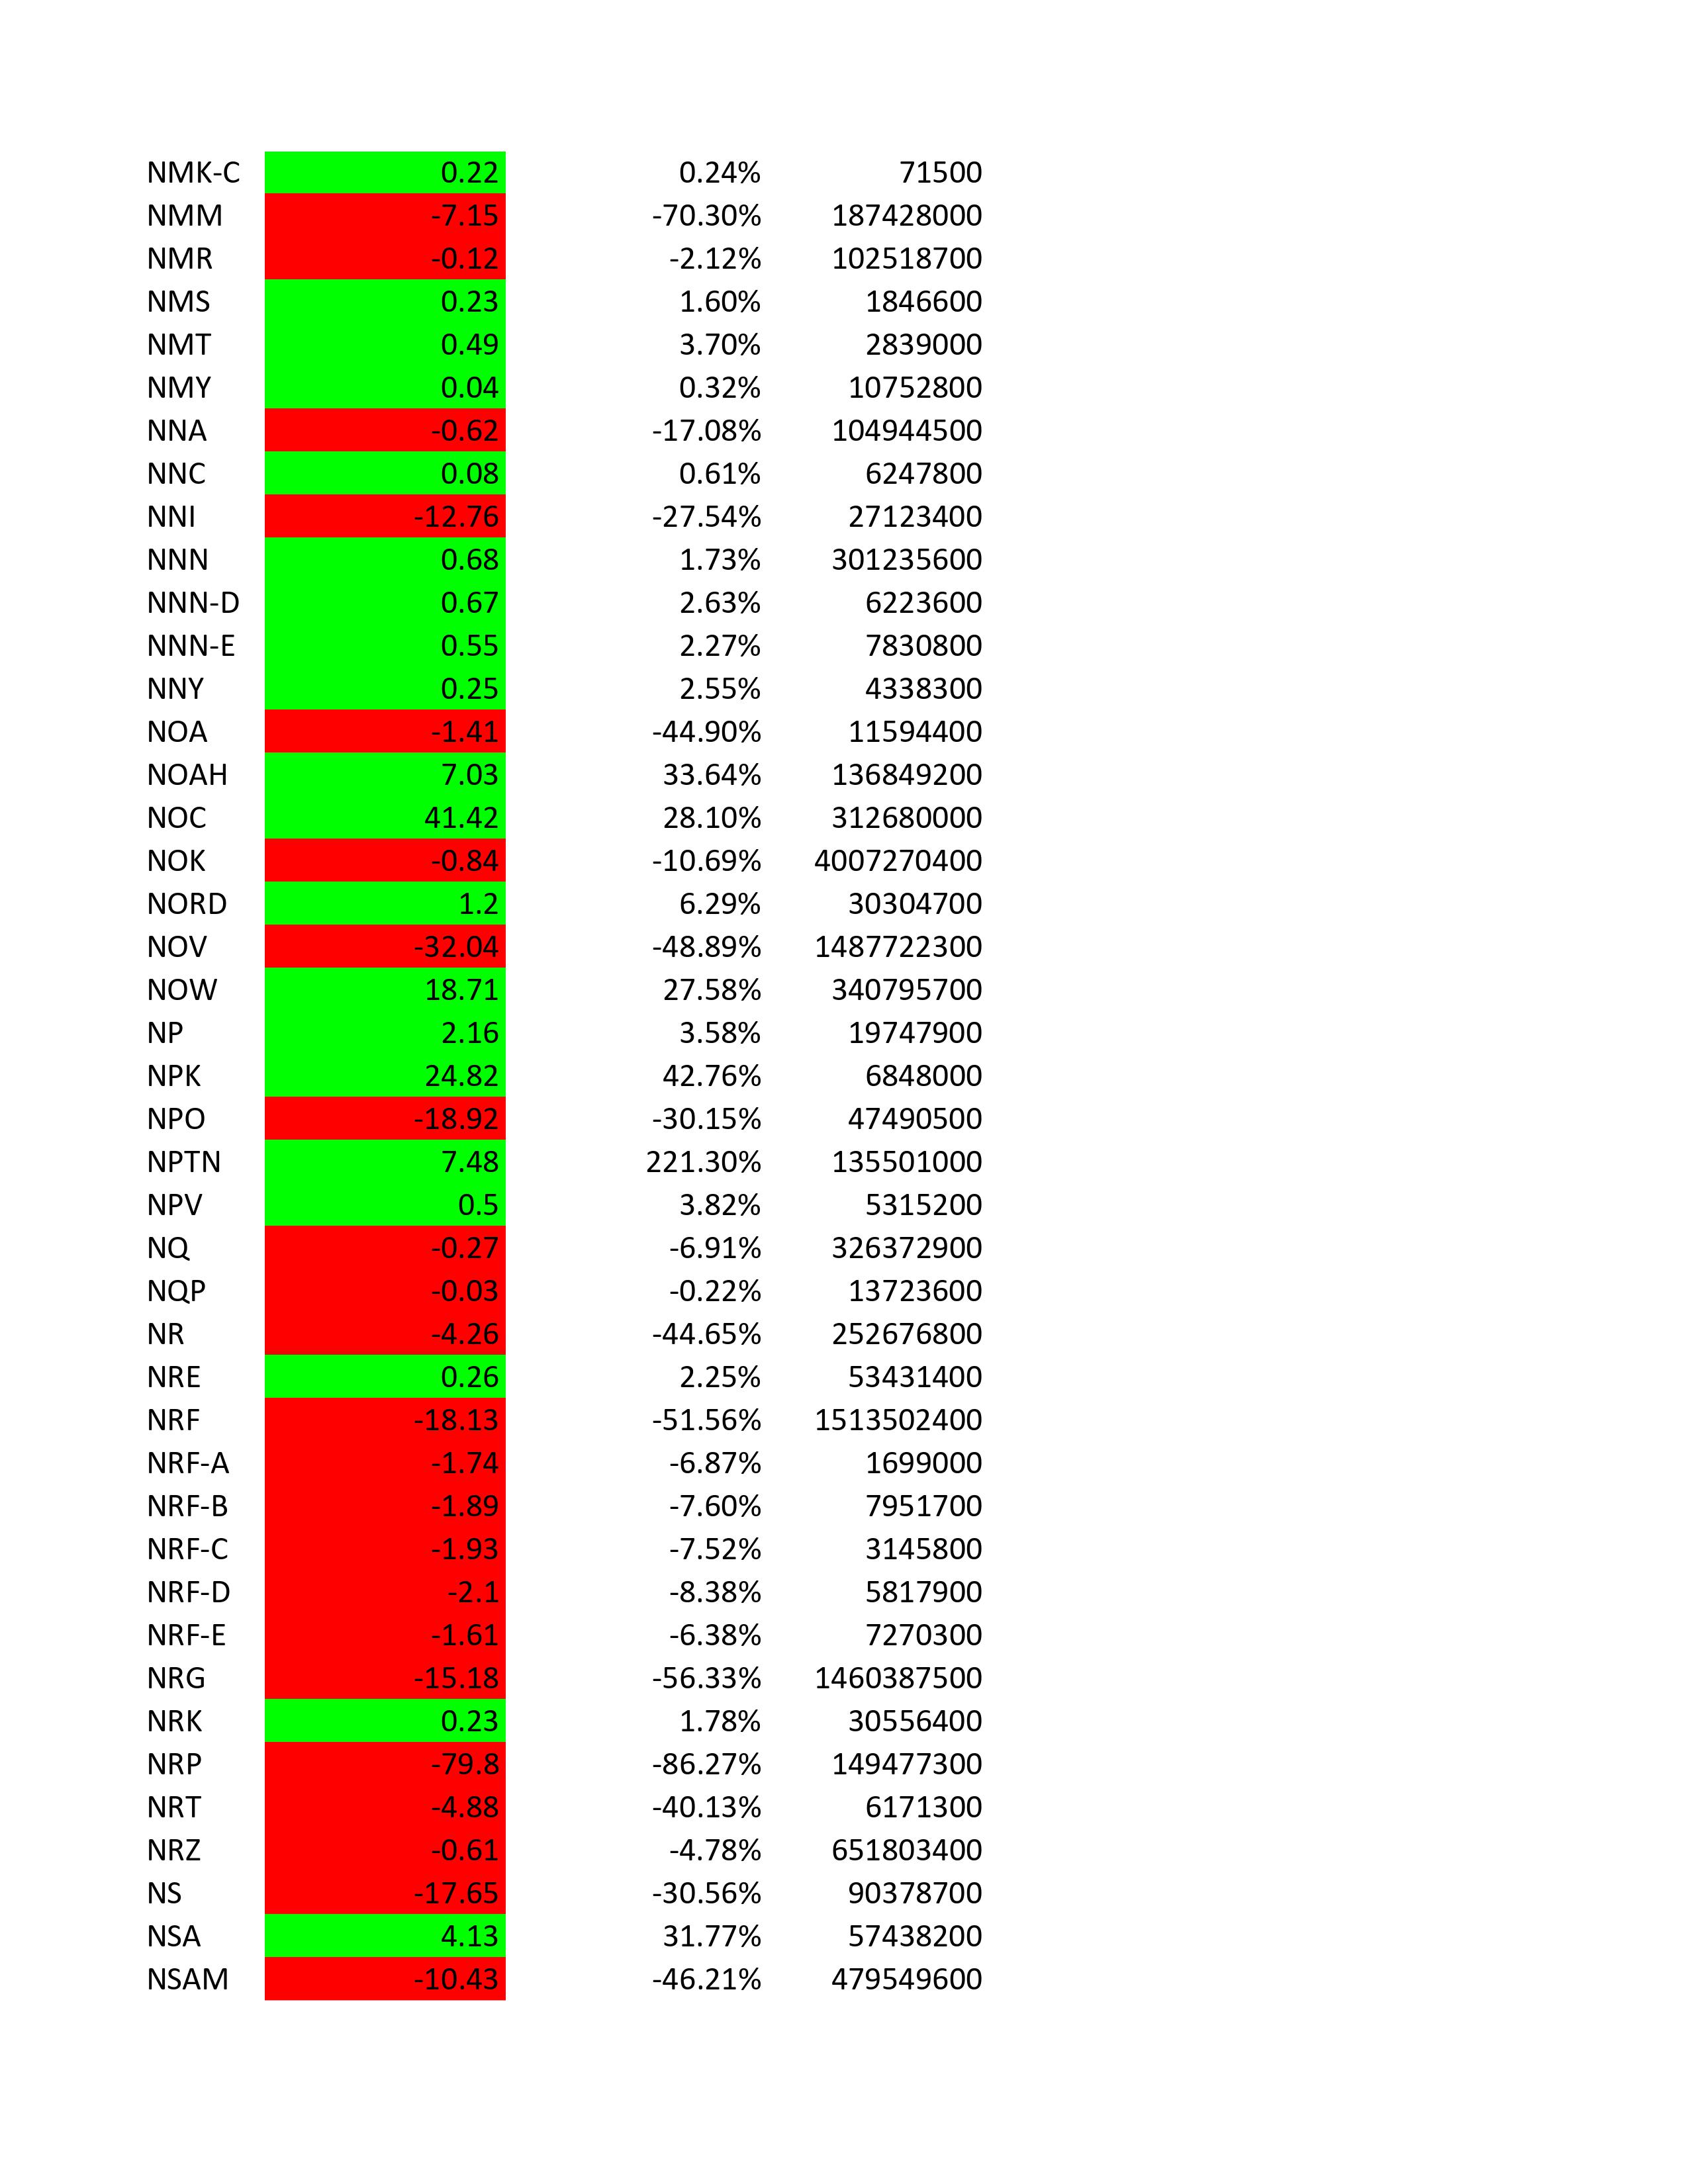 NMK-C 0.22 0.24% 71500
NMM -7.15 -70.30% 187428000
NMR -0.12 -2.12% 102518700
NMS 0.23 1.60% 1846600
NMT 0.49 3.70% 2839000
NMY 0.04 0.32% 10752800
NNA -0.62 -17.08% 104944500
NNC 0.08 0.61% 6247800
NNI -12.76 -27.54% 27123400
NNN 0.68 1.73% 301235600
NNN-D 0.67 2.63% 6223600
NNN-E 0.55 2.27% 7830800
NNY 0.25 2.55% 4338300
NOA -1.41 -44.90% 11594400
NOAH 7.03 33.64% 136849200
NOC 41.42 28.10% 312680000
NOK -0.84 -10.69% 4007270400
NORD 1.2 6.29% 30304700
NOV -32.04 -48.89% 1487722300
NOW 18.71 27.58% 340795700
NP 2.16 3.58% 19747900
NPK 24.82 42.76% 6848000
NPO -18.92 -30.15% 47490500
NPTN 7.48 221.30% 135501000
NPV 0.5 3.82% 5315200
NQ -0.27 -6.91% 326372900
NQP -0.03 -0.22% 13723600
NR -4.26 -44.65% 252676800
NRE 0.26 2.25% 53431400
NRF -18.13 -51.56% 1513502400
NRF-A -1.74 -6.87% 1699000
NRF-B -1.89 -7.60% 7951700
NRF-C -1.93 -7.52% 3145800
NRF-D -2.1 -8.38% 5817900
NRF-E -1.61 -6.38% 7270300
NRG -15.18 -56.33% 1460387500
NRK 0.23 1.78% 30556400
NRP -79.8 -86.27% 149477300
NRT -4.88 -40.13% 6171300
NRZ -0.61 -4.78% 651803400
NS -17.65 -30.56% 90378700
NSA 4.13 31.77% 57438200
NSAM -10.43 -46.21% 479549600